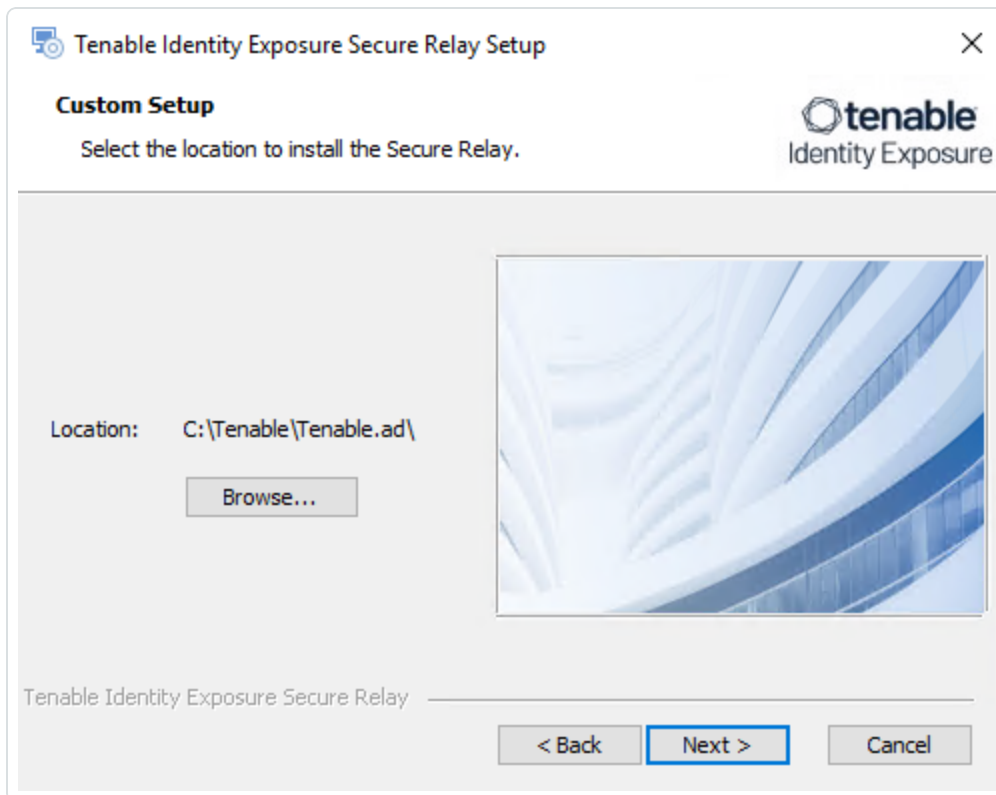 Tenable Identity Exposure Secure Relay Setup
Custom Setup
Select the location to install the Secure Relay.
tenable
Identity Exposure
Location: C:\Tenable\Tenable.ad\
Browse...
Tenable Identity Exposure Secure Relay
< Back Next > Cancel